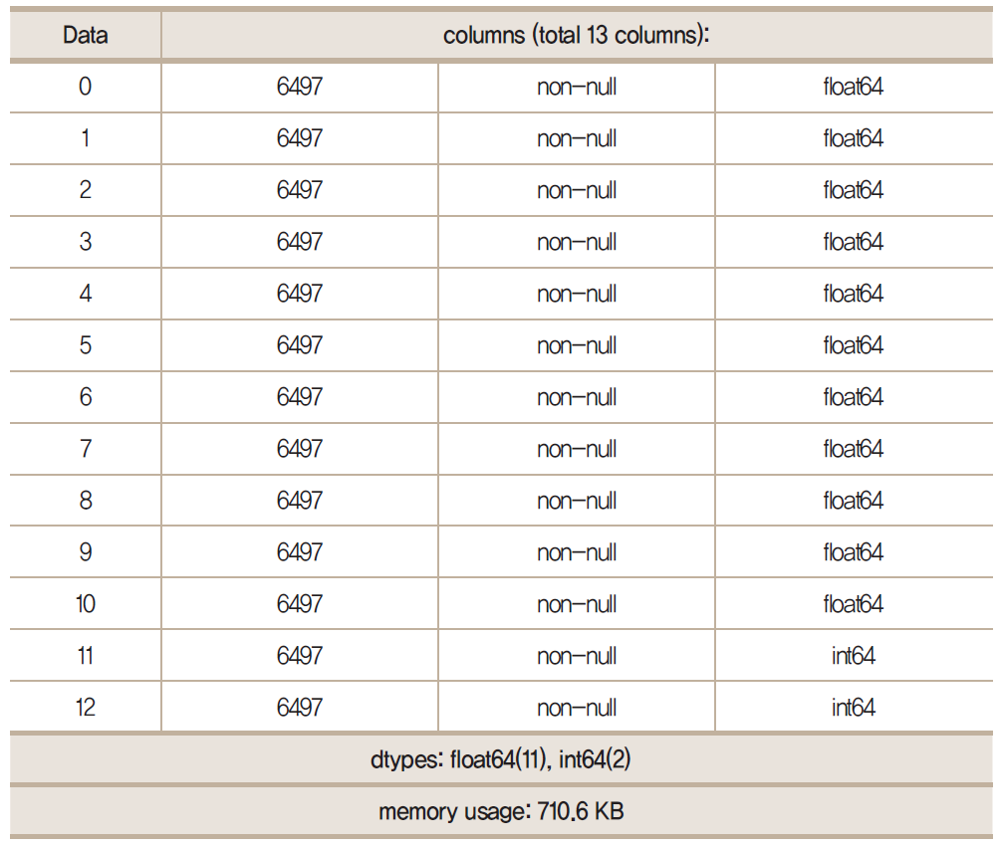 Data columns (total 13 columns):
0 6497 non-null float64
1 6497 non-null float64
2 6497 non-null float64
3 6497 non-null float64
4 6497 non-null float64
5 6497 non-null float64
6 6497 non-null float64
7 6497 non-null float64
8 6497 non-null float64
9 6497 non-null float64
10 6497 non-null float64
11 6497 non-null int64
12 6497 non-null int64
dtypes: float64(11), int64(2)
memory usage: 710.6 KB